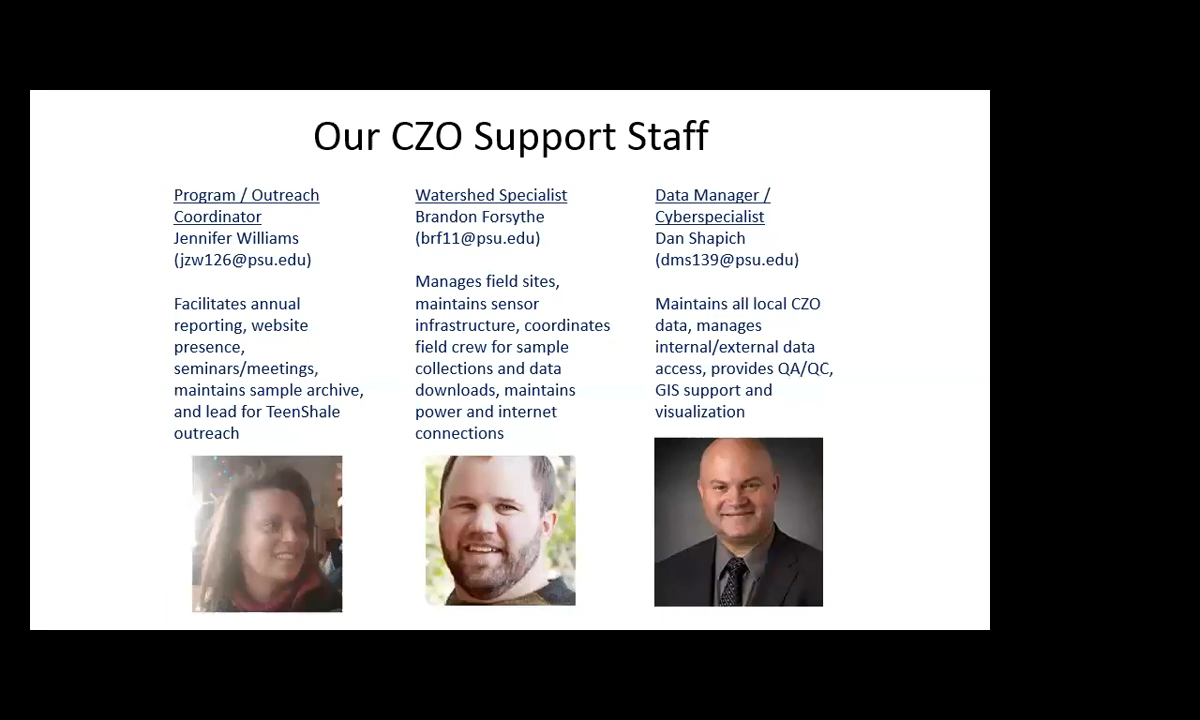 Our CZO Support Staff
Program / Outreach
Coordinator
Jennifer Williams
(jzw126@psu.edu)
Facilitates annual
reporting, website
presence,
seminars/meetings,
maintains sample archive,
and lead for TeenShale
outreach
Watershed Specialist
Brandon Forsythe
(brf11@psu.edu)
Manages field sites,
maintains sensor
infrastructure, coordinates
field crew for sample
collections and data
downloads, maintains
power and internet
connections
Data Manager /
Cyberspecialist
Dan Shapich
(dms139@psu.edu)
Maintains all local CZO
data, manages
internal/external data
access, provides QA/QC,
GIS support and
visualization